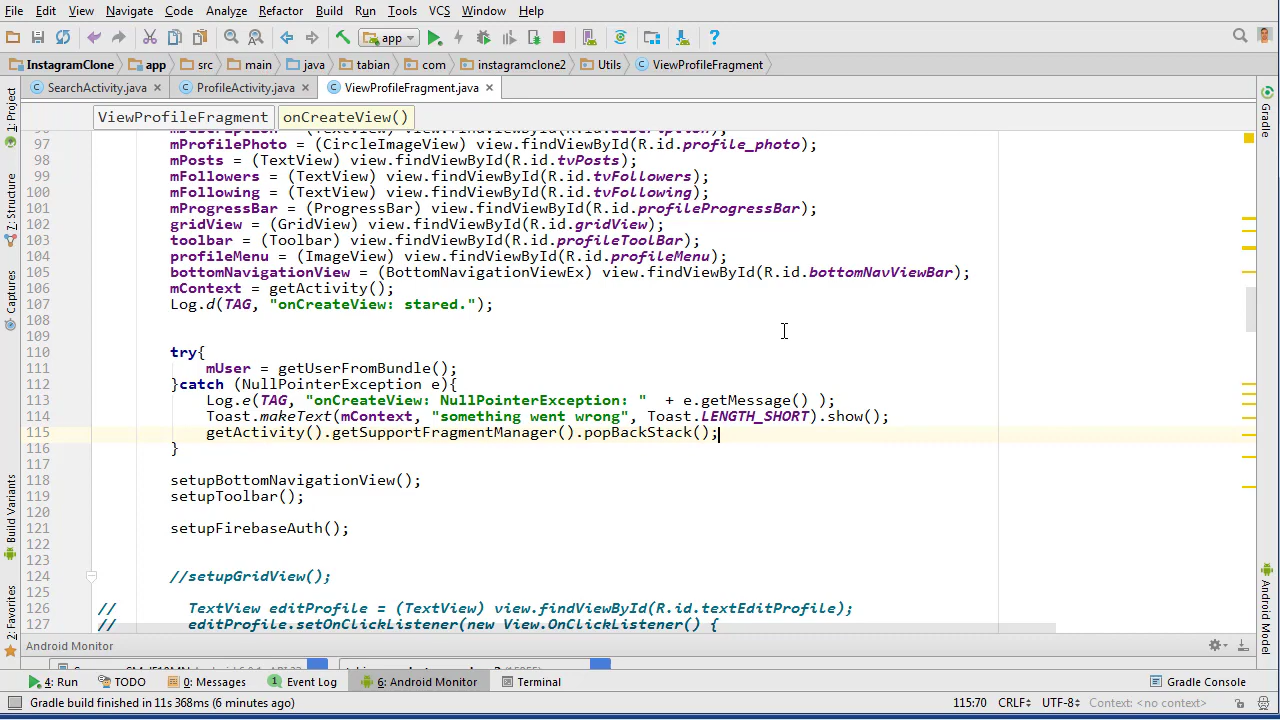 File Edit View Navigate Code Analyze Refactor Build Run Tools VCS Window Help
app
InstagramClone app src main java tabian com instagramclone2 Utils ViewProfileFragment
SearchActivity.java ProfileActivity.java ViewProfileFragment.java
ViewProfileFragment onCreateView()
97 mProfilePhoto = (CircleImageView) view.findViewById(R.id.profile_photo);
98 mPosts = (TextView) view.findViewById(R.id.tvPosts);
99 mFollowers = (TextView) view.findViewById(R.id.tvFollowers);
100 mFollowing = (TextView) view.findViewById(R.id.tvFollowing);
101 mProgressBar = (ProgressBar) view.findViewById(R.id.profileProgressBar);
102 gridView = (GridView) view.findViewById(R.id.gridView);
103 toolbar = (Toolbar) view.findViewById(R.id.profileToolBar);
104 profileMenu = (ImageView) view.findViewById(R.id.profileMenu);
105 bottomNavigationView = (BottomNavigationViewEx) view.findViewById(R.id.bottomNavViewBar);
106 mContext = getActivity();
107 Log.d(TAG, "onCreateView: stared.");
108
109
110 try{
111 mUser = getUserFromBundle();
112 }catch (NullPointerException e){
113 Log.e(TAG, "onCreateView: NullPointerException: "  + e.getMessage() );
114 Toast.makeText(mContext, "something went wrong", Toast.LENGTH_SHORT).show();
115 getActivity().getSupportFragmentManager().popBackStack();
116 }
117
118 setupBottomNavigationView();
119 setupToolbar();
120
121 setupFirebaseAuth();
122
123
124 //setupGridView();
125
126 // TextView editProfile = (TextView) view.findViewById(R.id.textEditProfile);
127 // editProfile.setOnClickListener(new View.OnClickListener() {
1: Project
7: Structure
Captures
Build Variants
2: Favorites
Gradle
Android Model
Android Monitor
4: Run TODO 0: Messages 1 Event Log 6: Android Monitor Terminal Gradle Console
Gradle build finished in 11s 368ms (6 minutes ago) 115:70 CRLF÷ UTF-8÷ Context: <no context>